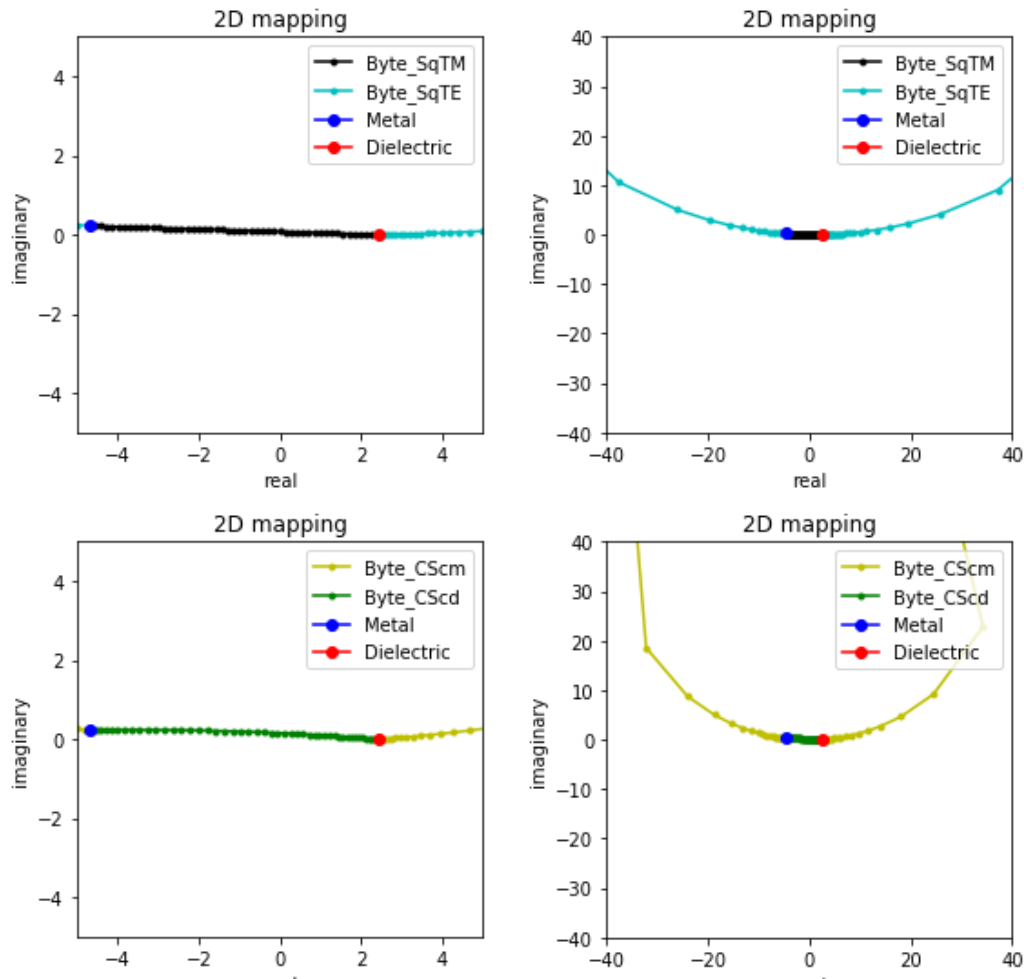 2D mapping
4
2
0
−2
−4
imaginary
−4 −2 0 2 4
real
Byte_SqTM
Byte_SqTE
Metal
Dielectric
2D mapping
40
30
20
10
0
−10
−20
−30
−40
imaginary
−40 −20 0 20 40
real
Byte_SqTM
Byte_SqTE
Metal
Dielectric
2D mapping
4
2
0
−2
−4
imaginary
−4 −2 0 2 4
Byte_CScm
Byte_CScd
Metal
Dielectric
2D mapping
40
30
20
10
0
−10
−20
−30
−40
imaginary
−40 −20 0 20 40
Byte_CScm
Byte_CScd
Metal
Dielectric